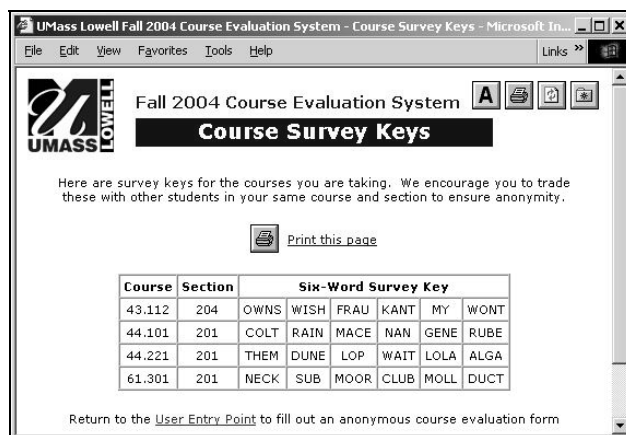 UMass Lowell Fall 2004 Course Evaluation System - Course Survey Keys - Microsoft In...
File Edit View Favorites Tools Help Links »
UMASS LOWELL
Fall 2004 Course Evaluation System A
Course Survey Keys
Here are survey keys for the courses you are taking. We encourage you to trade
these with other students in your same course and section to ensure anonymity.
Print this page
Course Section Six-Word Survey Key
43.112 204 OWNS WISH FRAU KANT MY WONT
44.101 201 COLT RAIN MACE NAN GENE RUBE
44.221 201 THEM DUNE LOP WAIT LOLA ALGA
61.301 201 NECK SUB MOOR CLUB MOLL DUCT
Return to the User Entry Point to fill out an anonymous course evaluation form